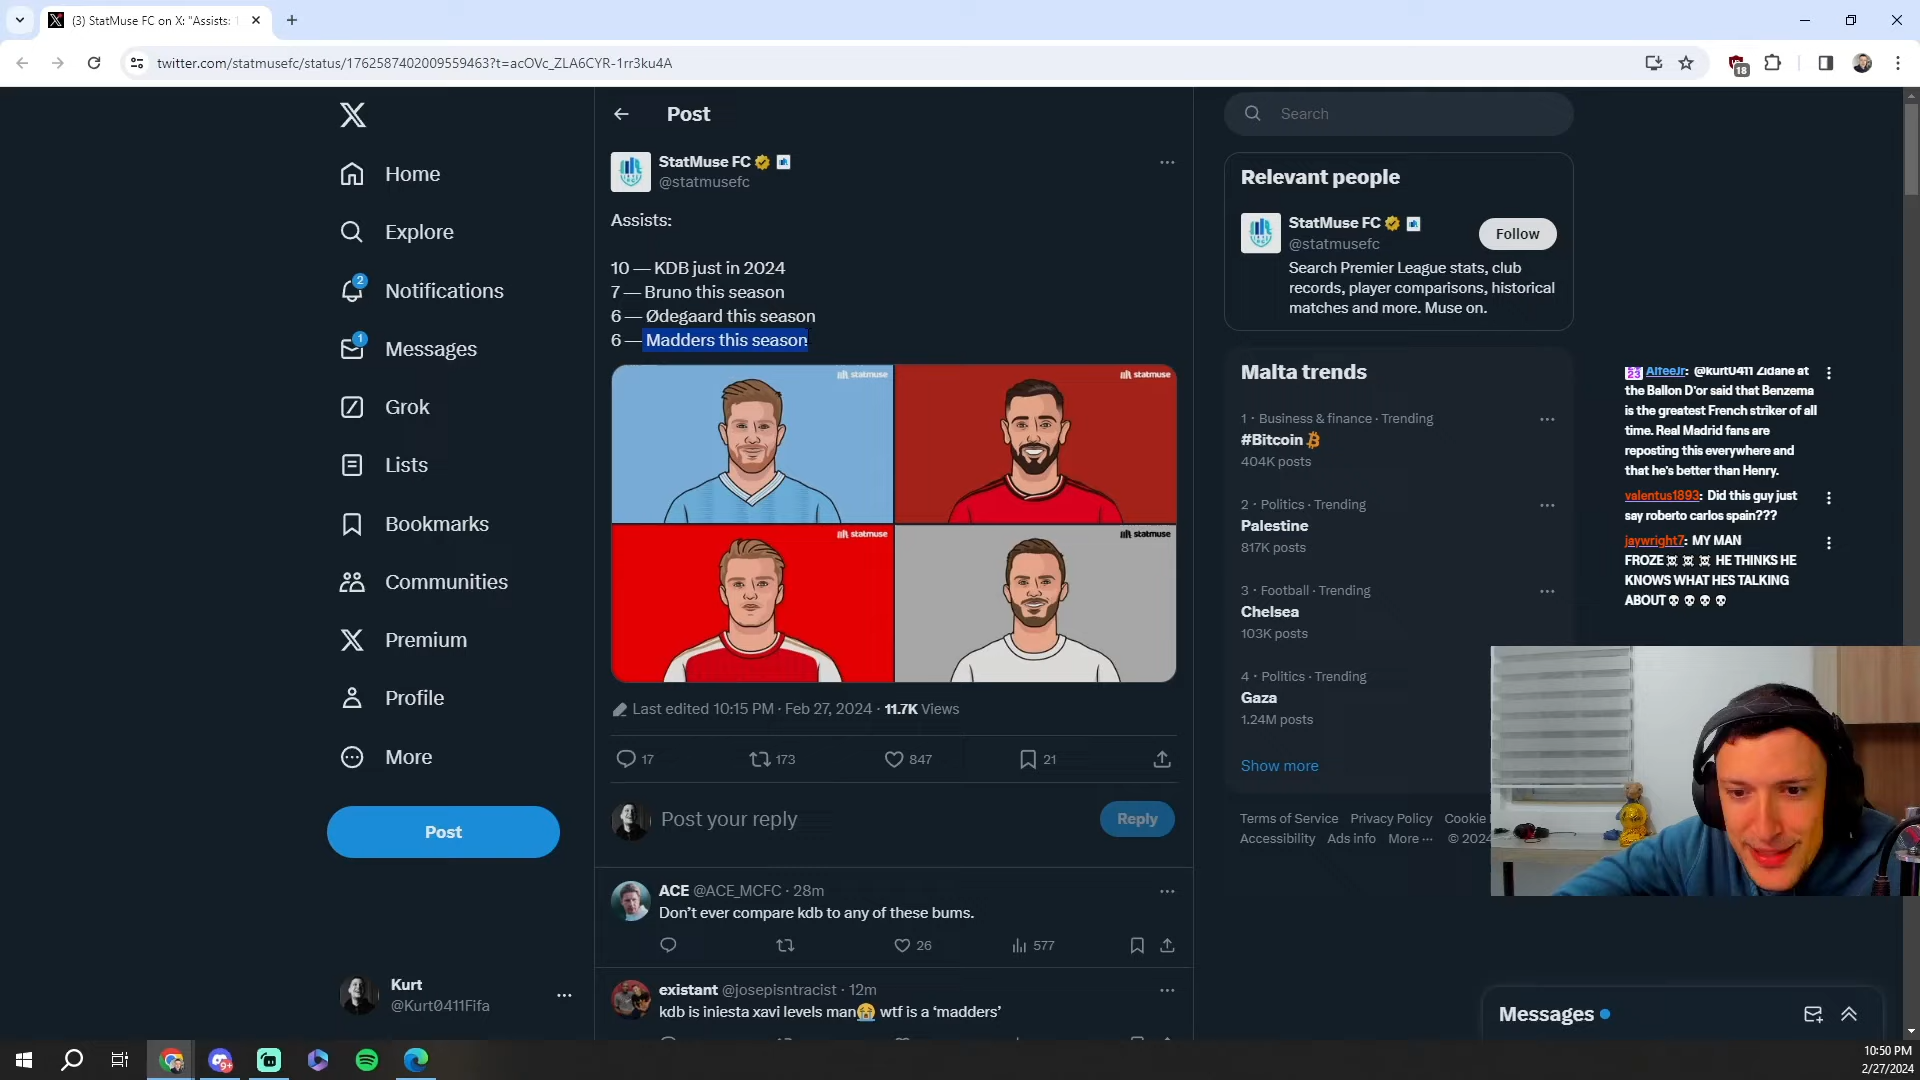 (3) StatMuse FC on X: "Assists:
twitter.com/statmusefc/status/1762587402009559463?t=acOVc_ZLA6CYR-1rr3ku4A
18
Home
Explore
2
Notifications
1
Messages
Grok
Lists
Bookmarks
Communities
Premium
Profile
More
Post
Kurt
@Kurt0411Fifa
Post
StatMuse FC
@statmusefc
Assists:
10 — KDB just in 2024
7 — Bruno this season
6 — Ødegaard this season
6 — Madders this season
statmuse
statmuse
statmuse
statmuse
Last edited 10:15 PM · Feb 27, 2024 · 11.7K Views
17
173
847
21
Post your reply
Reply
ACE @ACE_MCFC · 28m
Don't ever compare kdb to any of these bums.
26
577
existant @josepisntracist · 12m
kdb is iniesta xavi levels man😭 wtf is a 'madders'
Search
Relevant people
StatMuse FC
@statmusefc
Follow
Search Premier League stats, club
records, player comparisons, historical
matches and more. Muse on.
Malta trends
1 · Business & finance · Trending
#Bitcoin
404K posts
2 · Politics · Trending
Palestine
817K posts
3 · Football · Trending
Chelsea
103K posts
4 · Politics · Trending
Gaza
1.24M posts
Show more
Terms of Service Privacy Policy Cookie
Accessibility Ads info More ··· © 2024
23 AlfeeJr: @kurt0411 Zidane at
the Ballon D'or said that Benzema
is the greatest French striker of all
time. Real Madrid fans are
reposting this everywhere and
that he's better than Henry.
valentus1893: Did this guy just
say roberto carlos spain???
jaywright7: MY MAN
FROZE☠☠☠ HE THINKS HE
KNOWS WHAT HES TALKING
ABOUT💀💀💀💀
Messages
9+
10:50 PM
2/27/2024